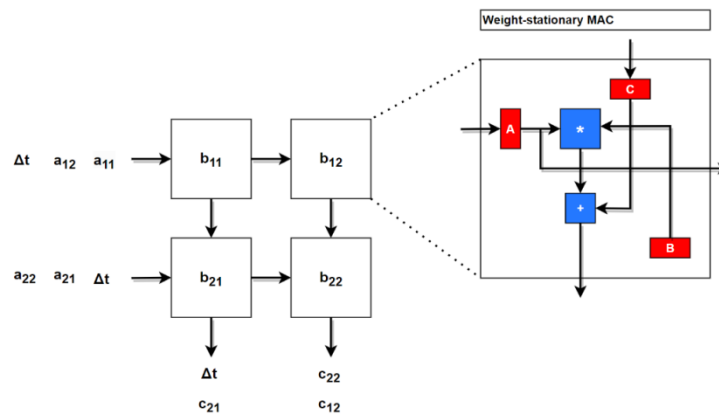 Weight-stationary MAC
C
A
*
Δt a12 a11
b11
b12
+
B
a22 a21 Δt
b21
b22
Δt
c22
c21
c12